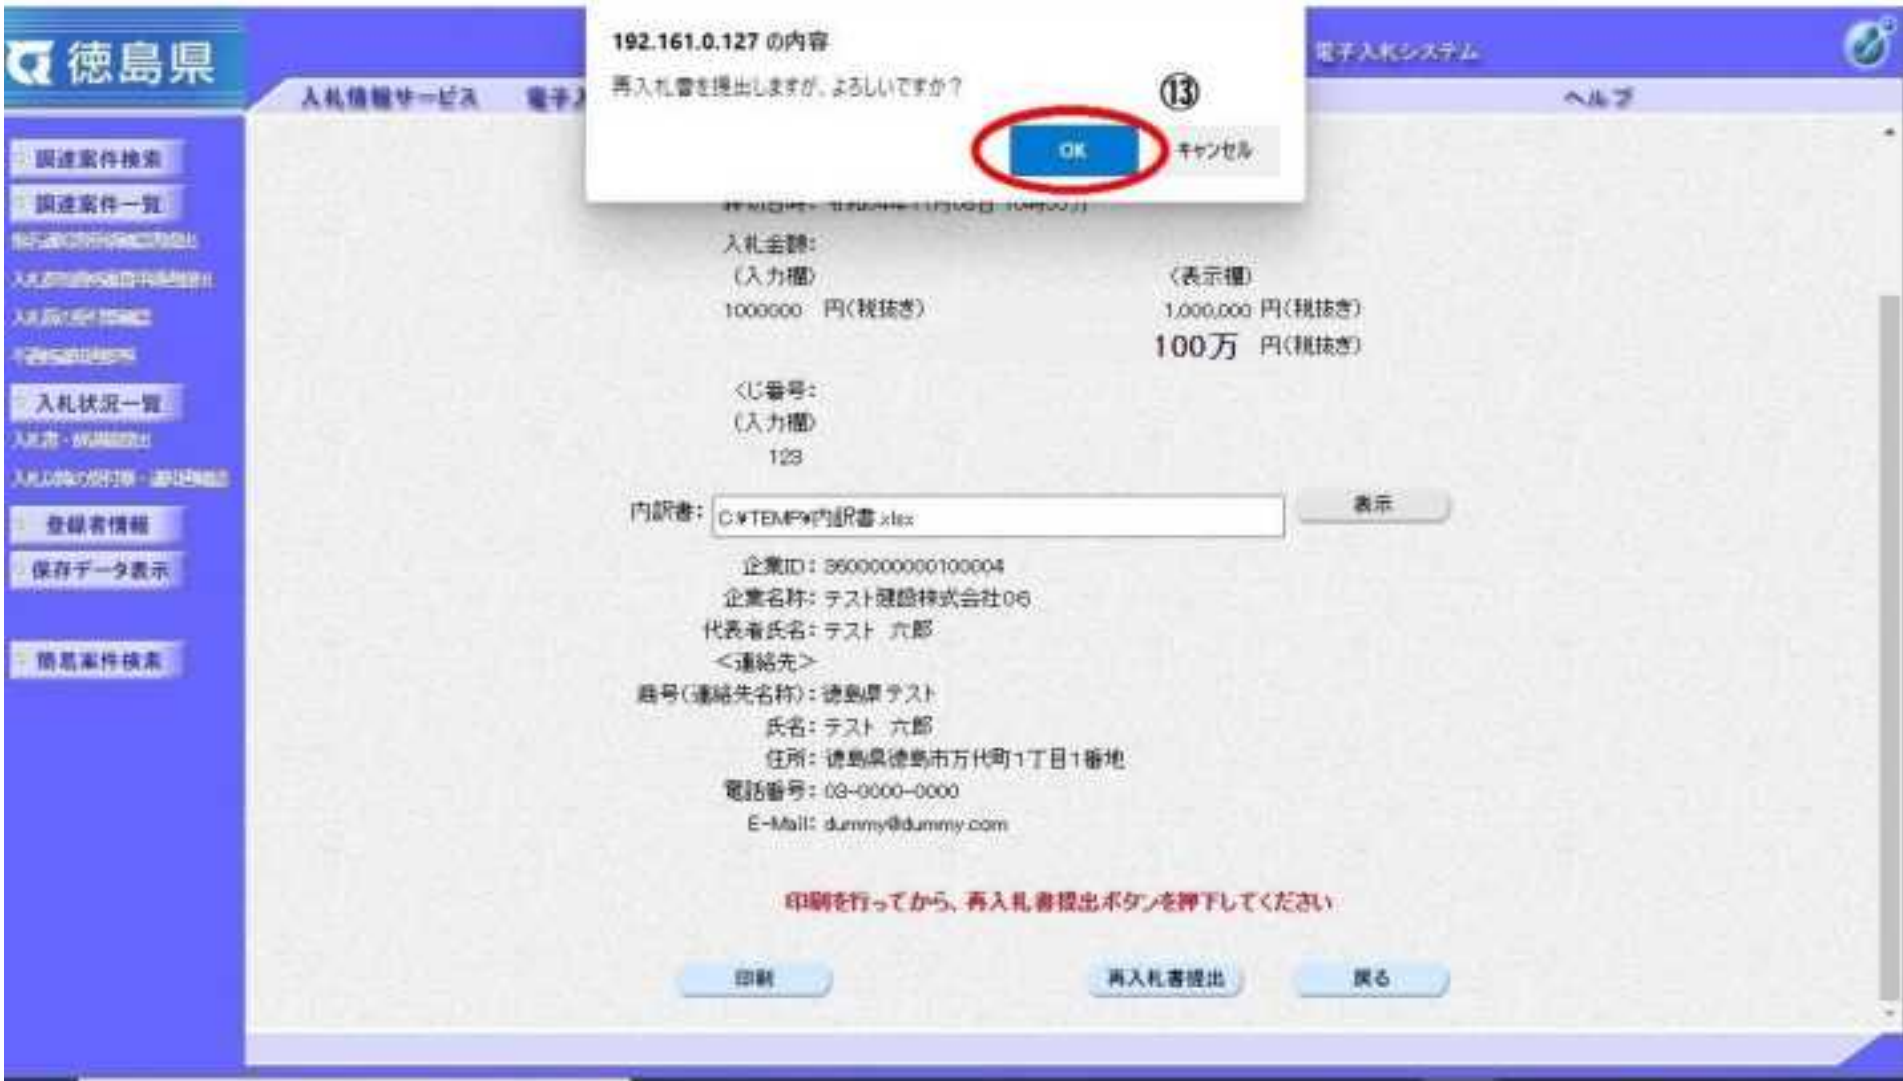 徳島県
192.161.0.127 の内容
再入札書を提出しますが、よろしいですか?
⑬
OK
キャンセル
電子入札システム
入札情報サービス
電子入
ヘルプ
調達案件検索
調達案件一覧
入札状況一覧
登録者情報
保存データ表示
簡易案件検索
入札金額:
(入力欄)
(表示欄)
1000000 円(税抜き)
1,000,000 円(税抜き)
100万 円(税抜き)
くじ番号:
(入力欄)
123
内訳書: C:¥TEMP¥内訳書.xlsx
表示
企業ID: 3600000000100004
企業名称: テスト建設株式会社06
代表者氏名: テスト 六郎
<連絡先>
商号(連絡先名称): 徳島県テスト
氏名: テスト 六郎
住所: 徳島県徳島市万代町1丁目1番地
電話番号: 03-0000-0000
E-Mail: dummy@dummy.com
印刷を行ってから、再入札書提出ボタンを押下してください
印刷
再入札書提出
戻る